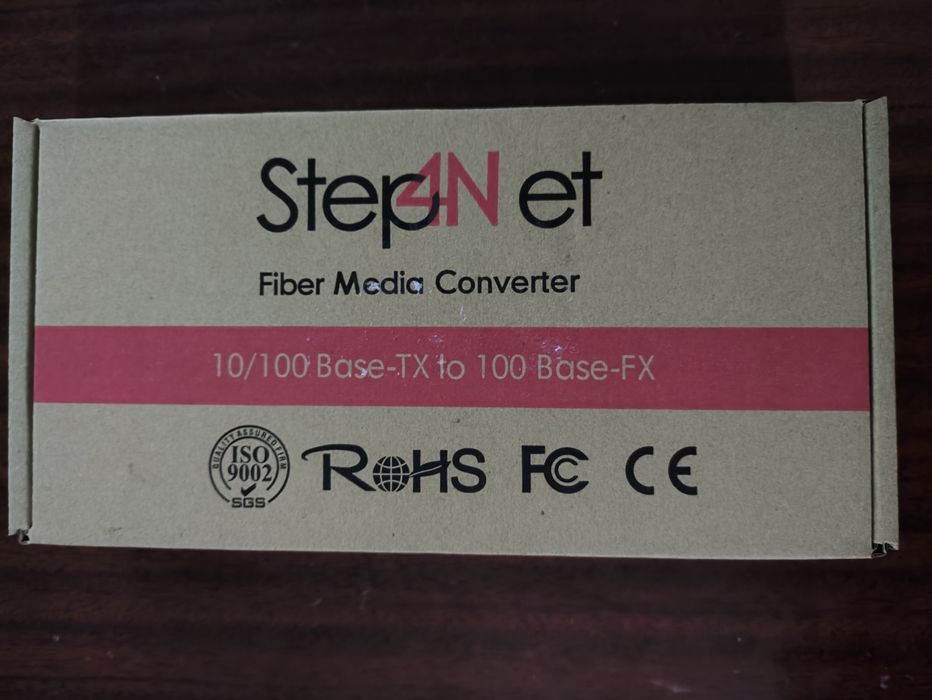 Step4Net
Fiber Media Converter
10/100 Base-TX to 100 Base-FX
QUALITY ASSURED FIRM
ISO
9002
SGS
RoHS FC CE